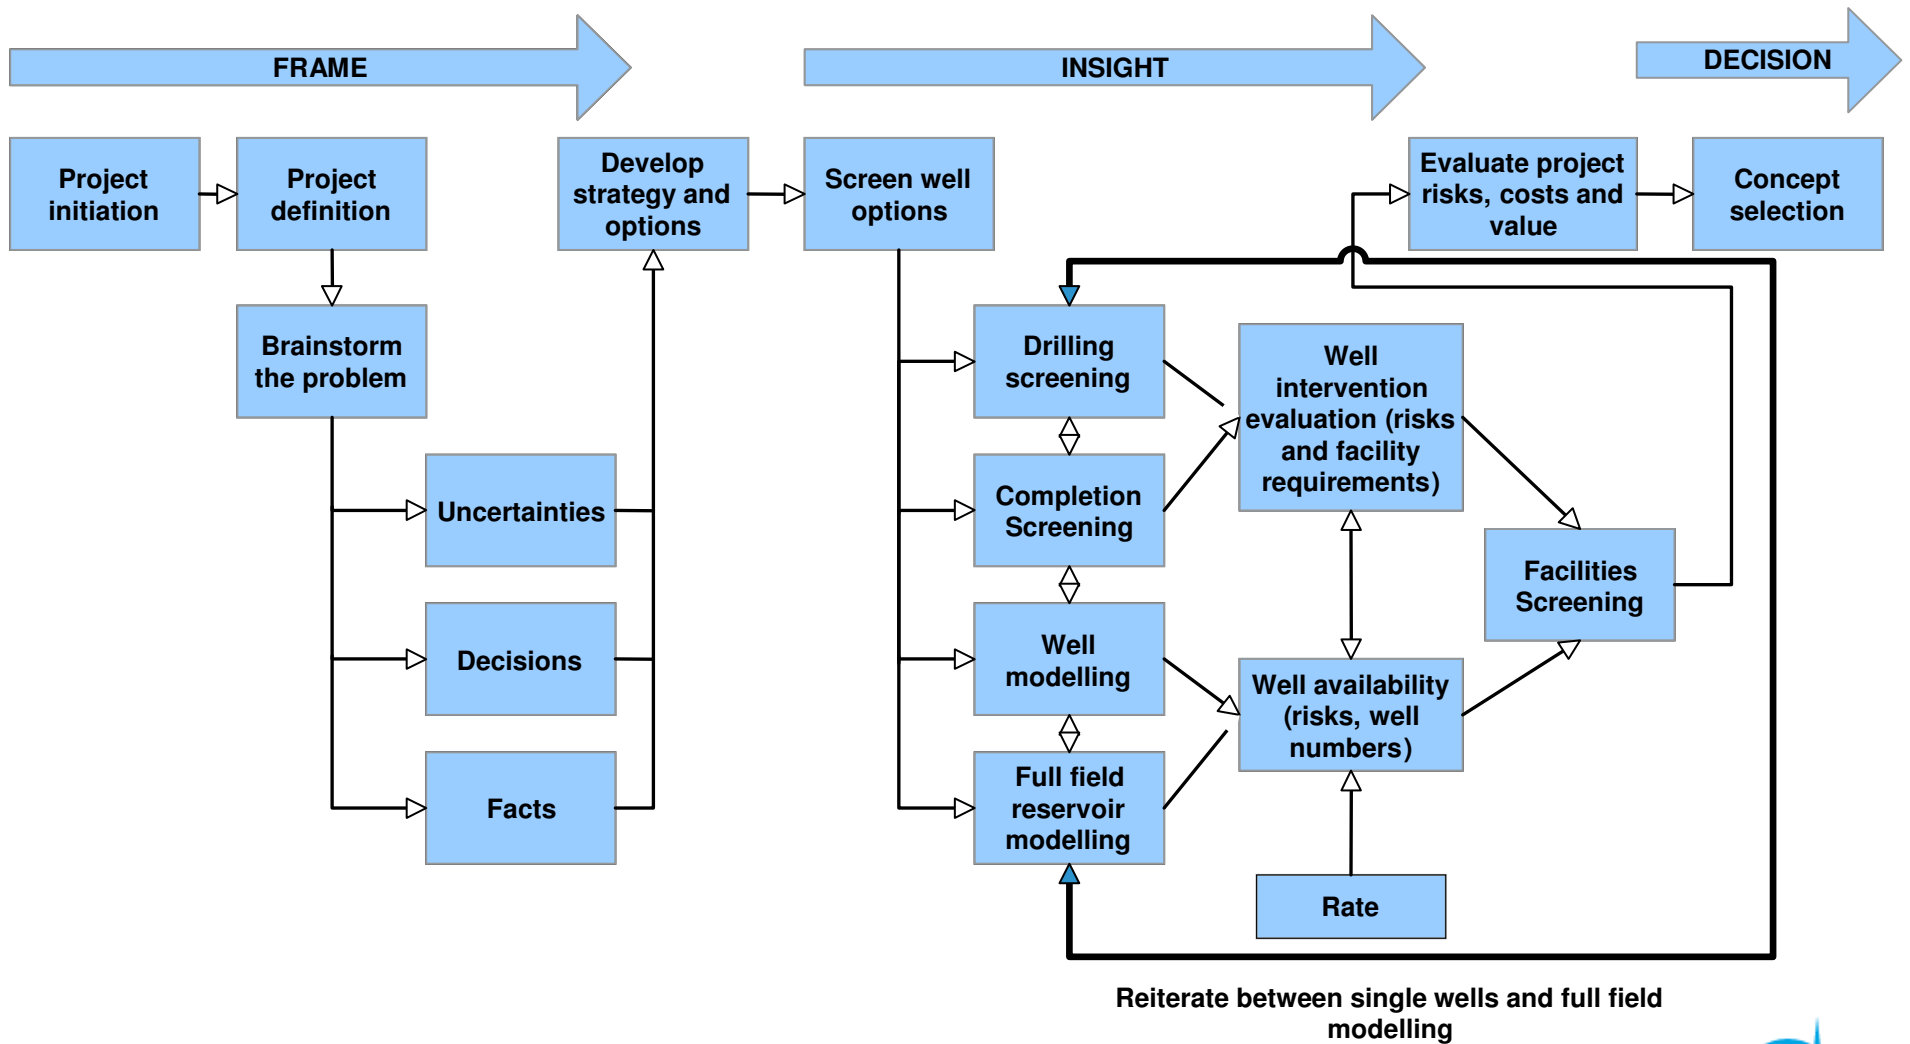 FRAME
INSIGHT
DECISION
Project
initiation
Project
definition
Develop
strategy and
options
Screen well
options
Evaluate project
risks, costs and
value
Concept
selection
Brainstorm
the problem
Drilling
screening
Well
intervention
evaluation (risks
and facility
requirements)
Uncertainties
Completion
Screening
Facilities
Screening
Decisions
Well
modelling
Well availability
(risks, well
numbers)
Facts
Full field
reservoir
modelling
Rate
Reiterate between single wells and full field
modelling